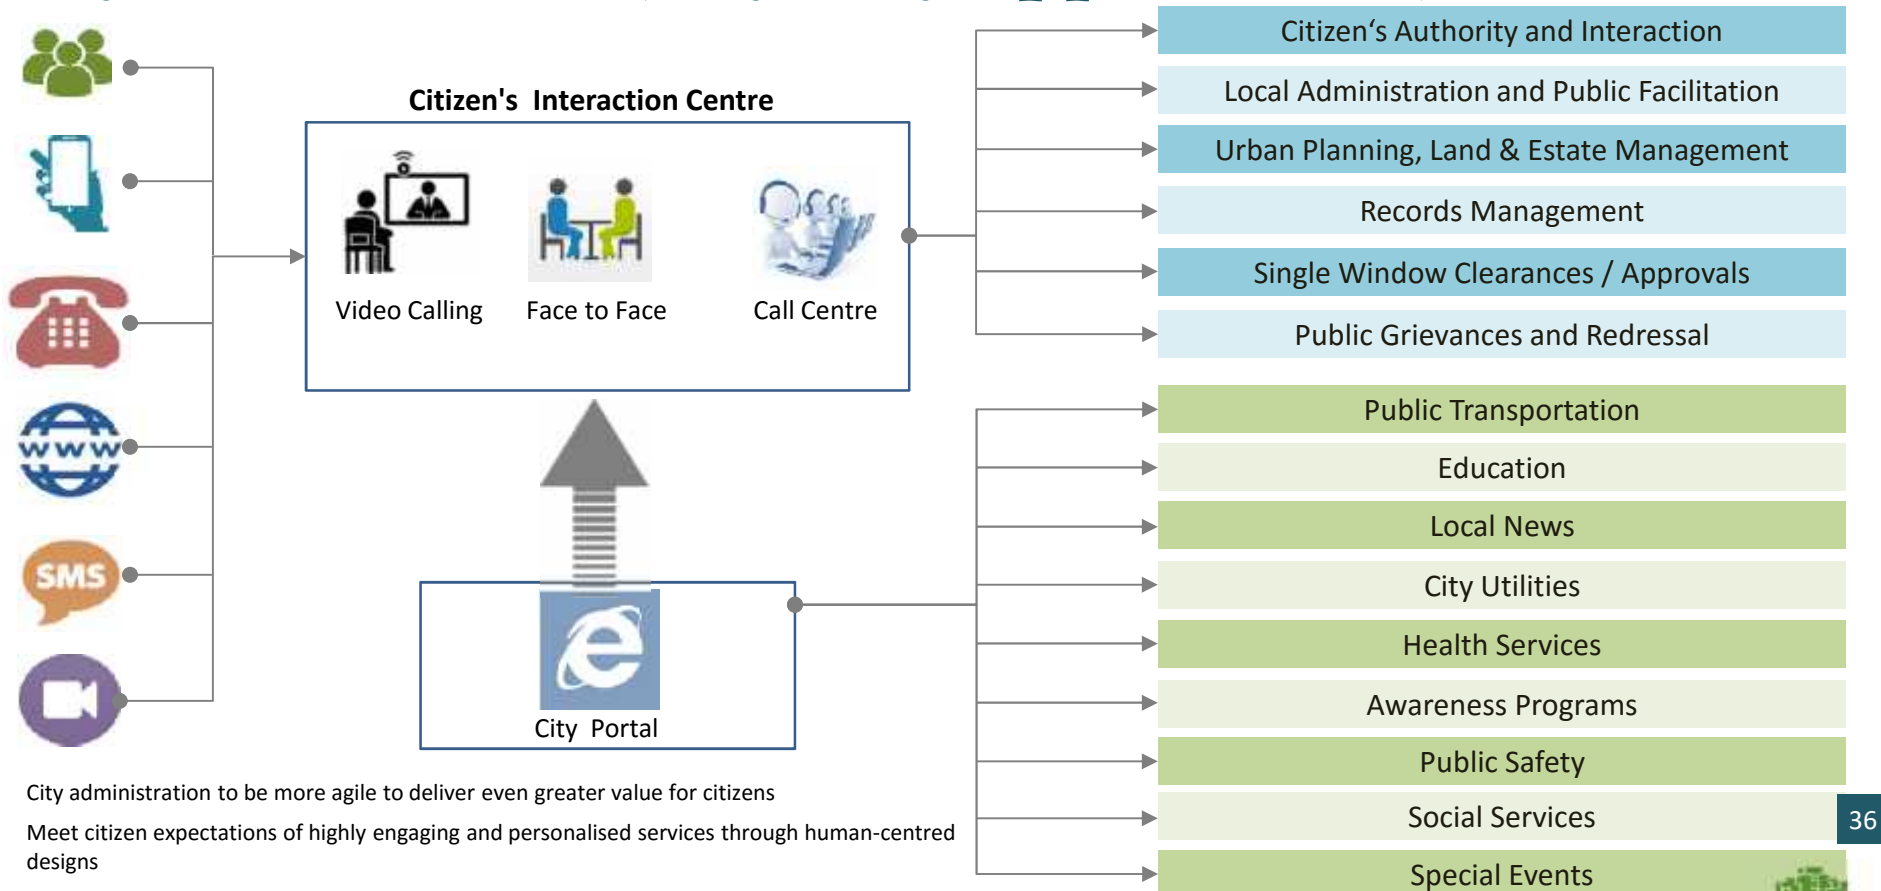 Citizen's Interaction Centre
Video Calling
Face to Face
Call Centre
www
SMS
City Portal
Citizen‘s Authority and Interaction
Local Administration and Public Facilitation
Urban Planning, Land & Estate Management
Records Management
Single Window Clearances / Approvals
Public Grievances and Redressal
Public Transportation
Education
Local News
City Utilities
Health Services
Awareness Programs
Public Safety
Social Services
Special Events
City administration to be more agile to deliver even greater value for citizens
Meet citizen expectations of highly engaging and personalised services through human-centred
designs
36